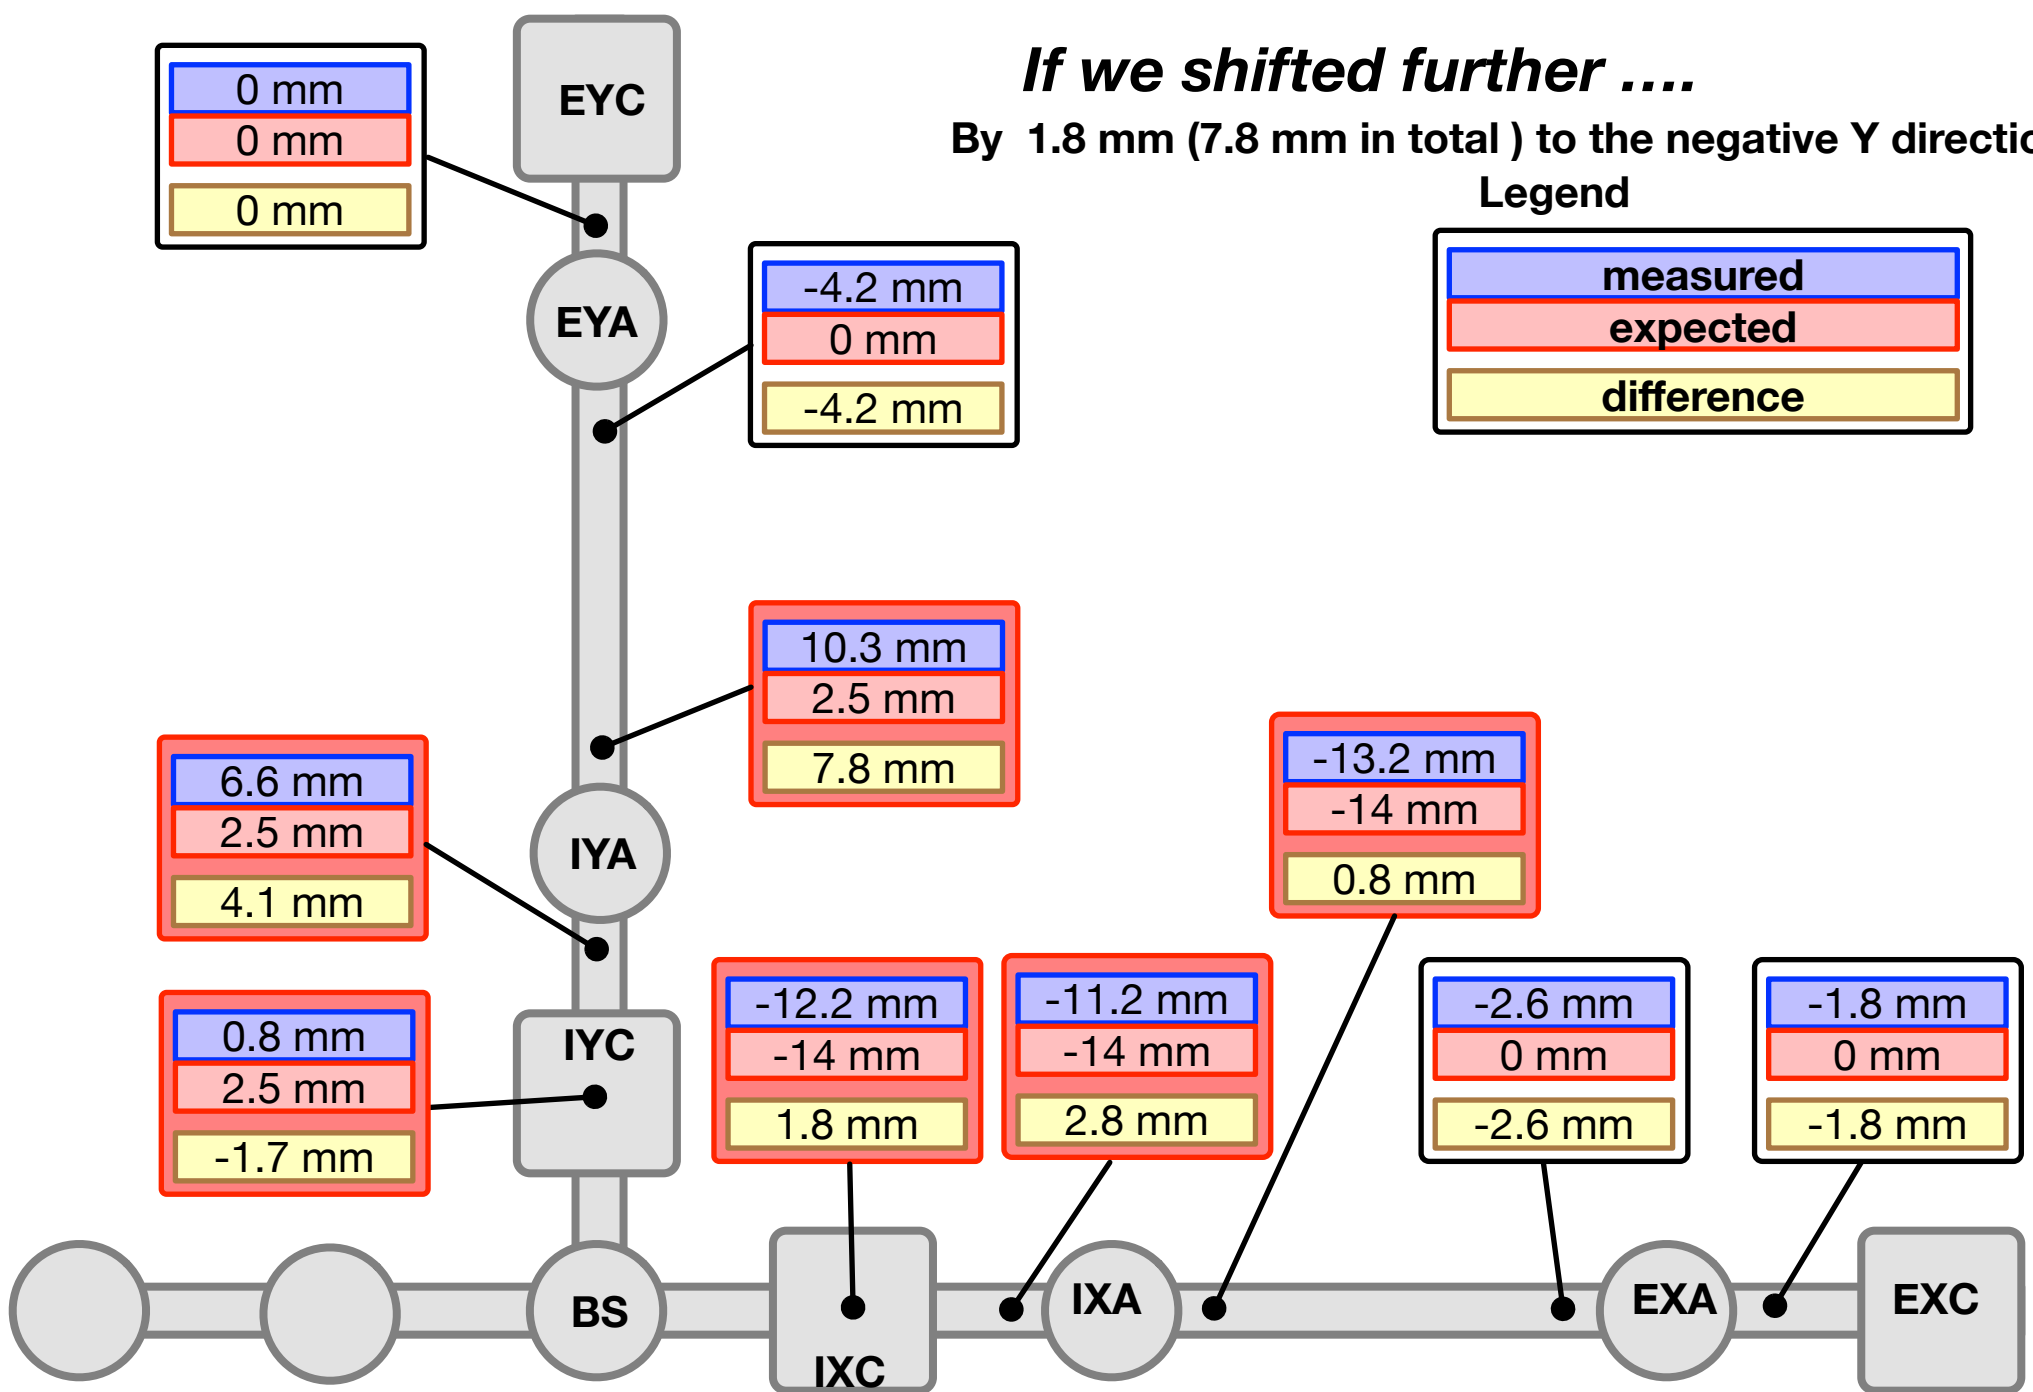 If we shifted further ....
By 1.8 mm (7.8 mm in total ) to the negative Y directio
Legend
measured
expected
difference
EYC
0 mm
0 mm
0 mm
EYA
-4.2 mm
0 mm
-4.2 mm
10.3 mm
2.5 mm
7.8 mm
6.6 mm
2.5 mm
4.1 mm
IYA
-13.2 mm
-14 mm
0.8 mm
0.8 mm
2.5 mm
-1.7 mm
IYC
-12.2 mm
-14 mm
1.8 mm
-11.2 mm
-14 mm
2.8 mm
-2.6 mm
0 mm
-2.6 mm
-1.8 mm
0 mm
-1.8 mm
BS
IXC
IXA
EXA
EXC